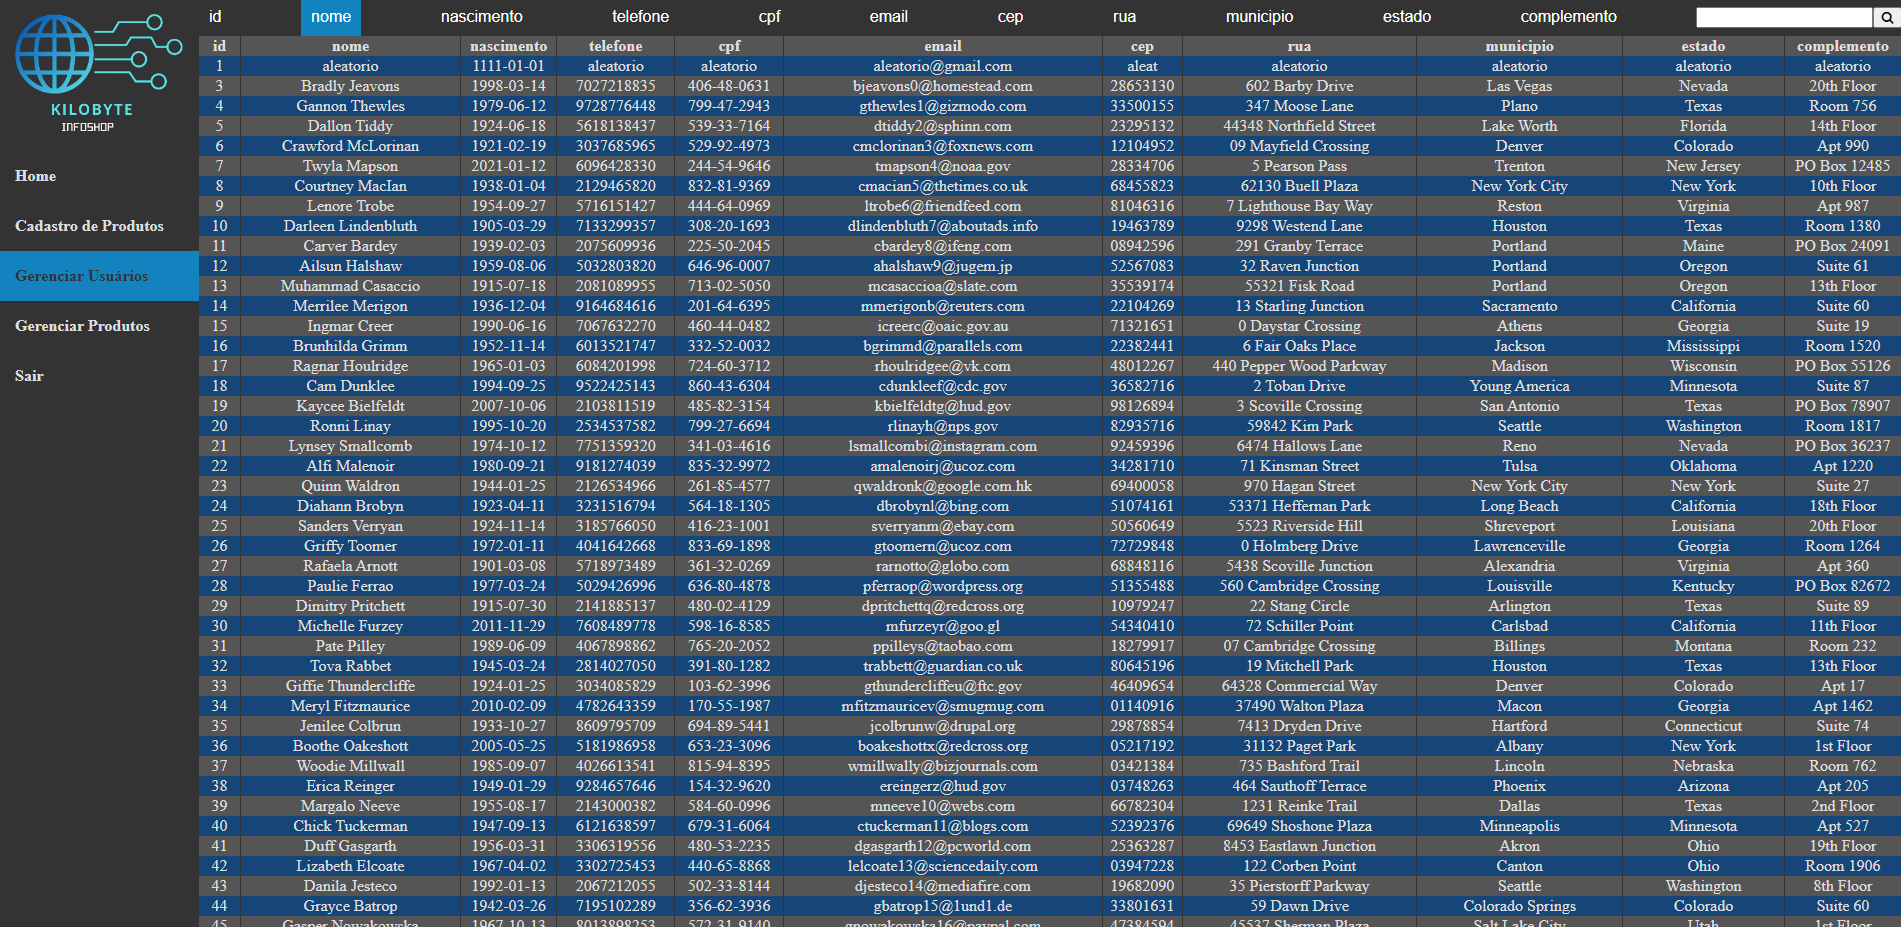 id nome nascimento telefone cpf email cep rua municipio estado complemento
KILOBYTE
INFOSHOP
Home
Cadastro de Produtos
Gerenciar Usuários
Gerenciar Produtos
Sair
id nome nascimento telefone cpf email cep rua municipio estado complemento
1 aleatorio 1111-01-01 aleatorio aleatorio aleatorio@gmail.com aleat aleatorio aleatorio aleatorio aleatorio
3 Bradly Jeavons 1998-03-14 7027218835 406-48-0631 bjeavons0@homestead.com 28653130 602 Barby Drive Las Vegas Nevada 20th Floor
4 Gannon Thewles 1979-06-12 9728776448 799-47-2943 gthewles1@gizmodo.com 33500155 347 Moose Lane Plano Texas Room 756
5 Dallon Tiddy 1924-06-18 5618138437 539-33-7164 dtiddy2@sphinn.com 23295132 44348 Northfield Street Lake Worth Florida 14th Floor
6 Crawford McLorinan 1921-02-19 3037685965 529-92-4973 cmclorinan3@foxnews.com 12104952 09 Mayfield Crossing Denver Colorado Apt 990
7 Twyla Mapson 2021-01-12 6096428330 244-54-9646 tmapson4@noaa.gov 28334706 5 Pearson Pass Trenton New Jersey PO Box 12485
8 Courtney MacIan 1938-01-04 2129465820 832-81-9369 cmacian5@thetimes.co.uk 68455823 62130 Buell Plaza New York City New York 10th Floor
9 Lenore Trobe 1954-09-27 5716151427 444-64-0969 ltrobe6@friendfeed.com 81046316 7 Lighthouse Bay Way Reston Virginia Apt 987
10 Darleen Lindenbluth 1905-03-29 7133299357 308-20-1693 dlindenbluth7@aboutads.info 19463789 9298 Westend Lane Houston Texas Room 1380
11 Carver Bardey 1939-02-03 2075609936 225-50-2045 cbardey8@ifeng.com 08942596 291 Granby Terrace Portland Maine PO Box 24091
12 Ailsun Halshaw 1959-08-06 5032803820 646-96-0007 ahalshaw9@jugem.jp 52567083 32 Raven Junction Portland Oregon Suite 61
13 Muhammad Casaccio 1915-07-18 2081089955 713-02-5050 mcasaccioa@slate.com 35539174 55321 Fisk Road Portland Oregon 13th Floor
14 Merrilee Merigon 1936-12-04 9164684616 201-64-6395 mmerigonb@reuters.com 22104269 13 Starling Junction Sacramento California Suite 60
15 Ingmar Creer 1990-06-16 7067632270 460-44-0482 icreerc@oaic.gov.au 71321651 0 Daystar Crossing Athens Georgia Suite 19
16 Brunhilda Grimm 1952-11-14 6013521747 332-52-0032 bgrimmd@parallels.com 22382441 6 Fair Oaks Place Jackson Mississippi Room 1520
17 Ragnar Houlridge 1965-01-03 6084201998 724-60-3712 rhoulridgee@vk.com 48012267 440 Pepper Wood Parkway Madison Wisconsin PO Box 55126
18 Cam Dunklee 1994-09-25 9522425143 860-43-6304 cdunkleef@cdc.gov 36582716 2 Toban Drive Young America Minnesota Suite 87
19 Kaycee Bielfeldt 2007-10-06 2103811519 485-82-3154 kbielfeldtg@hud.gov 98126894 3 Scoville Crossing San Antonio Texas PO Box 78907
20 Ronni Linay 1995-10-20 2534537582 799-27-6694 rlinayh@nps.gov 82935716 59842 Kim Park Seattle Washington Room 1817
21 Lynsey Smallcomb 1974-10-12 7751359320 341-03-4616 lsmallcombi@instagram.com 92459396 6474 Hallows Lane Reno Nevada PO Box 36237
22 Alfi Malenoir 1980-09-21 9181274039 835-32-9972 amalenoirj@ucoz.com 34281710 71 Kinsman Street Tulsa Oklahoma Apt 1220
23 Quinn Waldron 1944-01-25 2126534966 261-85-4577 qwaldronk@google.com.hk 69400058 970 Hagan Street New York City New York Suite 27
24 Diahann Brobyn 1923-04-11 3231516794 564-18-1305 dbrobynl@bing.com 51074161 53371 Heffernan Park Long Beach California 18th Floor
25 Sanders Verryan 1924-11-14 3185766050 416-23-1001 sverryanm@ebay.com 50560649 5523 Riverside Hill Shreveport Louisiana 20th Floor
26 Griffy Toomer 1972-01-11 4041642668 833-69-1898 gtoomern@ucoz.com 72729848 0 Holmberg Drive Lawrenceville Georgia Room 1264
27 Rafaela Arnott 1901-03-08 5718973489 361-32-0269 rarnotto@globo.com 68848116 5438 Scoville Junction Alexandria Virginia Apt 360
28 Paulie Ferrao 1977-03-24 5029426996 636-80-4878 pferraop@wordpress.org 51355488 560 Cambridge Crossing Louisville Kentucky PO Box 82672
29 Dimitry Pritchett 1915-07-30 2141885137 480-02-4129 dpritchettq@redcross.org 10979247 22 Stang Circle Arlington Texas Suite 89
30 Michelle Furzey 2011-11-29 7608489778 598-16-8585 mfurzeyr@goo.gl 54340410 72 Schiller Point Carlsbad California 11th Floor
31 Pate Pilley 1989-06-09 4067898862 765-20-2052 ppilleys@taobao.com 18279917 07 Cambridge Crossing Billings Montana Room 232
32 Tova Rabbet 1945-03-24 2814027050 391-80-1282 trabbett@guardian.co.uk 80645196 19 Mitchell Park Houston Texas 13th Floor
33 Giffie Thundercliffe 1924-01-25 3034085829 103-62-3996 gthundercliffeu@ftc.gov 46409654 64328 Commercial Way Denver Colorado Apt 17
34 Meryl Fitzmaurice 2010-02-09 4782643359 170-55-1987 mfitzmauricev@smugmug.com 01140916 37490 Walton Plaza Macon Georgia Apt 1462
35 Jenilee Colbrun 1933-10-27 8609795709 694-89-5441 jcolbrunw@drupal.org 29878854 7413 Dryden Drive Hartford Connecticut Suite 74
36 Boothe Oakeshott 2005-05-25 5181986958 653-23-3096 boakeshottx@redcross.org 05217192 31132 Paget Park Albany New York 1st Floor
37 Woodie Millwall 1985-09-07 4026613541 815-94-8395 wmillwally@bizjournals.com 03421384 735 Bashford Trail Lincoln Nebraska Room 762
38 Erica Reinger 1949-01-29 9284657646 154-32-9620 ereingerz@hud.gov 03748263 464 Sauthoff Terrace Phoenix Arizona Apt 205
39 Margalo Neeve 1955-08-17 2143000382 584-60-0996 mneeve10@webs.com 66782304 1231 Reinke Trail Dallas Texas 2nd Floor
40 Chick Tuckerman 1947-09-13 6121638597 679-31-6064 ctuckerman11@blogs.com 52392376 69649 Shoshone Plaza Minneapolis Minnesota Apt 527
41 Duff Gasgarth 1956-03-31 3306319556 480-53-2235 dgasgarth12@pcworld.com 25363287 8453 Eastlawn Junction Akron Ohio 19th Floor
42 Lizabeth Elcoate 1967-04-02 3302725453 440-65-8868 lelcoate13@sciencedaily.com 03947228 122 Corben Point Canton Ohio Room 1906
43 Danila Jesteco 1992-01-13 2067212055 502-33-8144 djesteco14@mediafire.com 19682090 35 Pierstorff Parkway Seattle Washington 8th Floor
44 Grayce Batrop 1942-03-26 7195102289 356-62-3936 gbatrop15@1und1.de 33801631 59 Dawn Drive Colorado Springs Colorado Suite 60
45 Gasper Nowakowska 1967-10-13 8013898253 572-31-9140 gnowakowska16@paypal.com 47384594 45537 Sherman Plaza Salt Lake City Utah 1st Floor